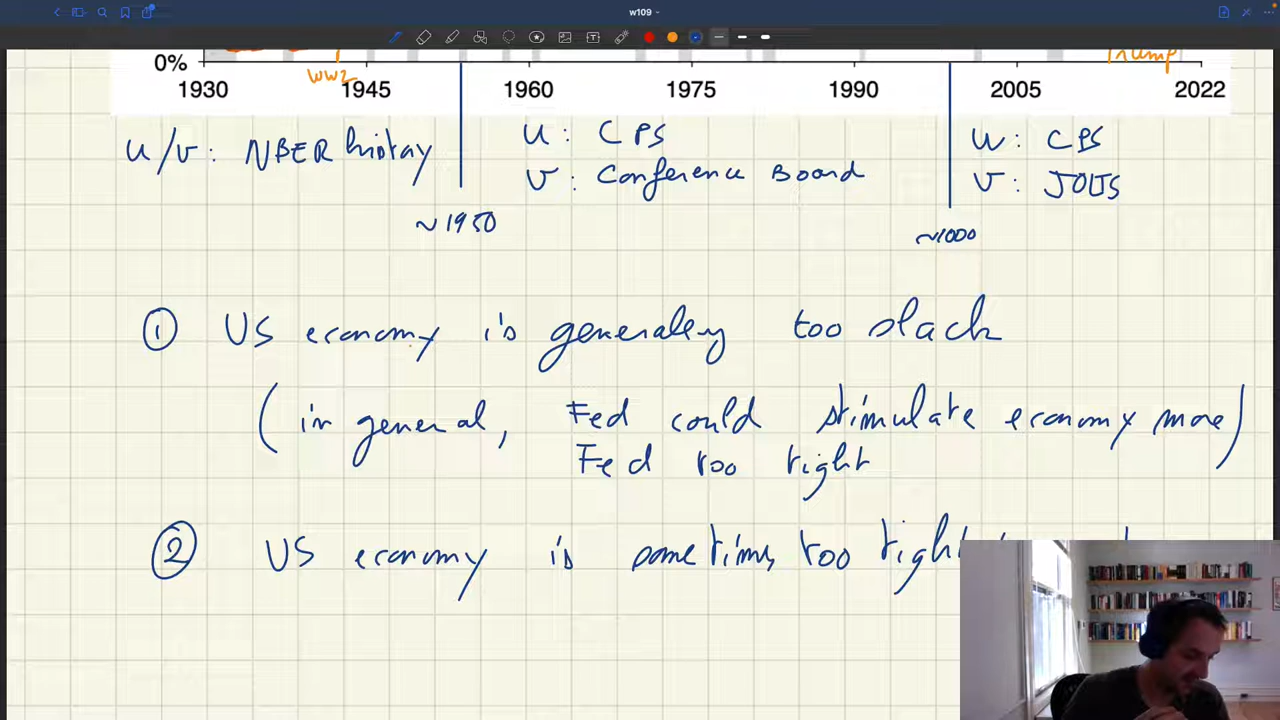 w109
0%
ww2
Trump
1930 1945 1960 1975 1990 2005 2022
u/v: NBER history
u: CPS
v: Conference Board
u: CPS
v: JOLTS
~1950
~1000
① US economy is generally too slack
(in general, Fed could stimulate economy more)
Fed too tight
② US economy is sometimes too tight